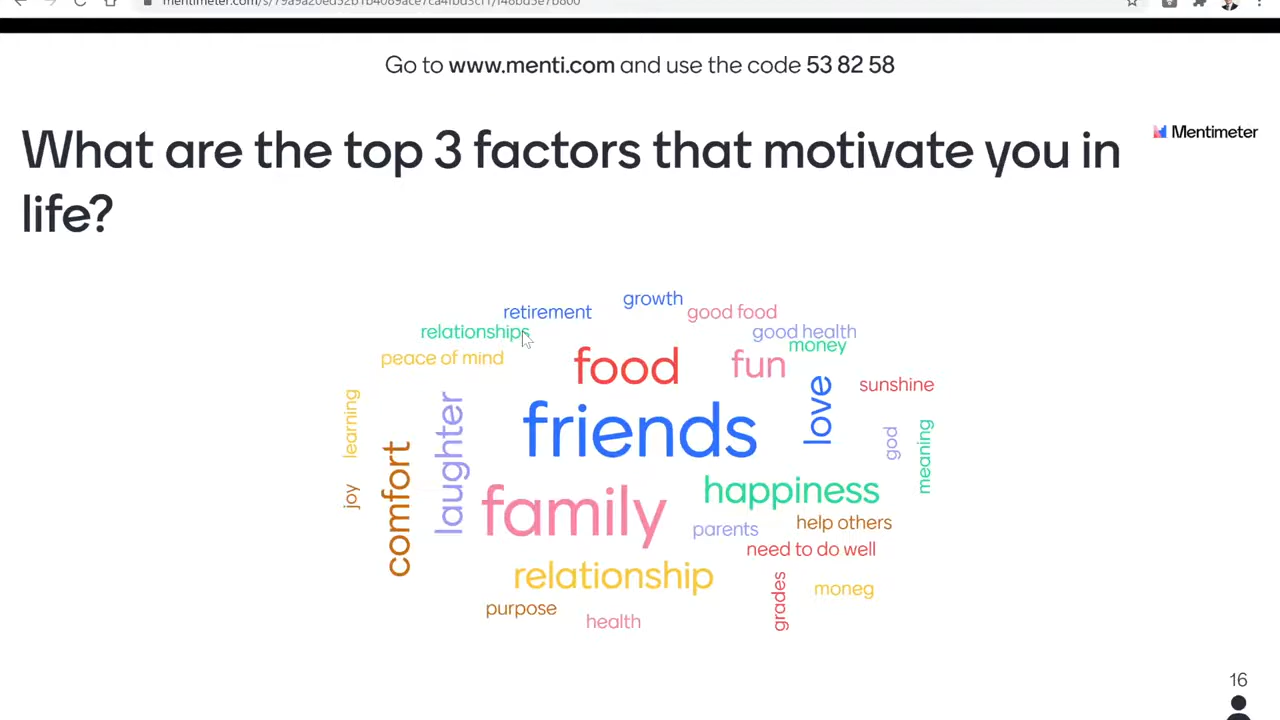 Go to www.menti.com and use the code 53 82 58
Mentimeter
What are the top 3 factors that motivate you in
life?
growth
retirement
good food
relationships
good health
money
peace of mind
food
fun
sunshine
love
learning
laughter
friends
god
meaning
comfort
joy
happiness
family
help others
parents
need to do well
relationship
grades
moneg
purpose
health
16